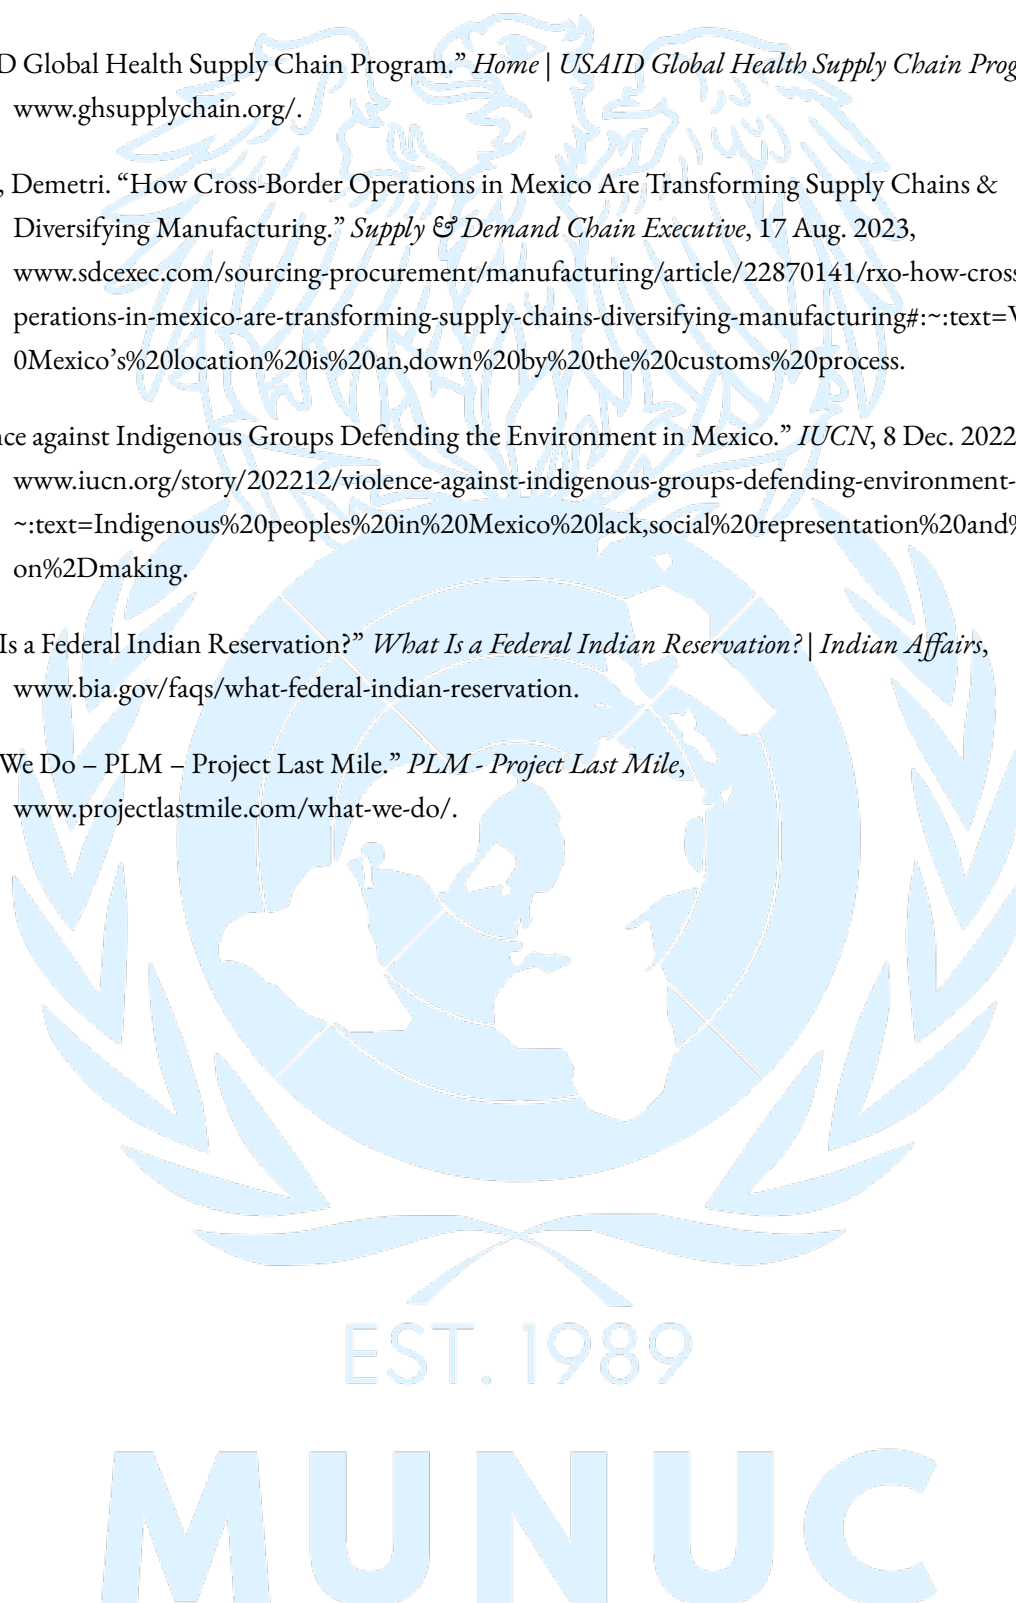 D Global Health Supply Chain Program.” Home | USAID Global Health Supply Chain Prog
www.ghsupplychain.org/.
, Demetri. “How Cross-Border Operations in Mexico Are Transforming Supply Chains &
Diversifying Manufacturing.” Supply & Demand Chain Executive, 17 Aug. 2023,
www.sdcexec.com/sourcing-procurement/manufacturing/article/22870141/rxo-how-cross
perations-in-mexico-are-transforming-supply-chains-diversifying-manufacturing#:~:text=V
0Mexico’s%20location%20is%20an,down%20by%20the%20customs%20process.
nce against Indigenous Groups Defending the Environment in Mexico.” IUCN, 8 Dec. 2022
www.iucn.org/story/202212/violence-against-indigenous-groups-defending-environment-
~:text=Indigenous%20peoples%20in%20Mexico%20lack,social%20representation%20and%
on%2Dmaking.
Is a Federal Indian Reservation?” What Is a Federal Indian Reservation? | Indian Affairs,
www.bia.gov/faqs/what-federal-indian-reservation.
We Do – PLM – Project Last Mile.” PLM - Project Last Mile,
www.projectlastmile.com/what-we-do/.
EST. 1989
MUNUC